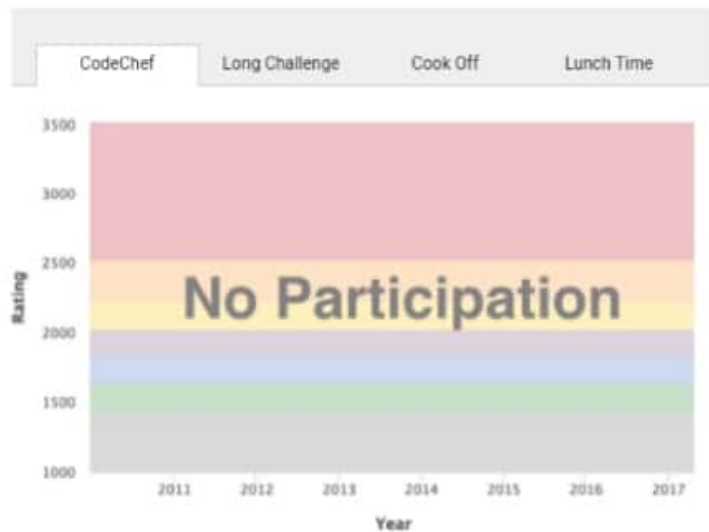 CodeChef Long Challenge Cook Off Lunch Time
3500
3000
2500
2000
1500
1000
Rating
No Participation
2011 2012 2013 2014 2015 2016 2017
Year